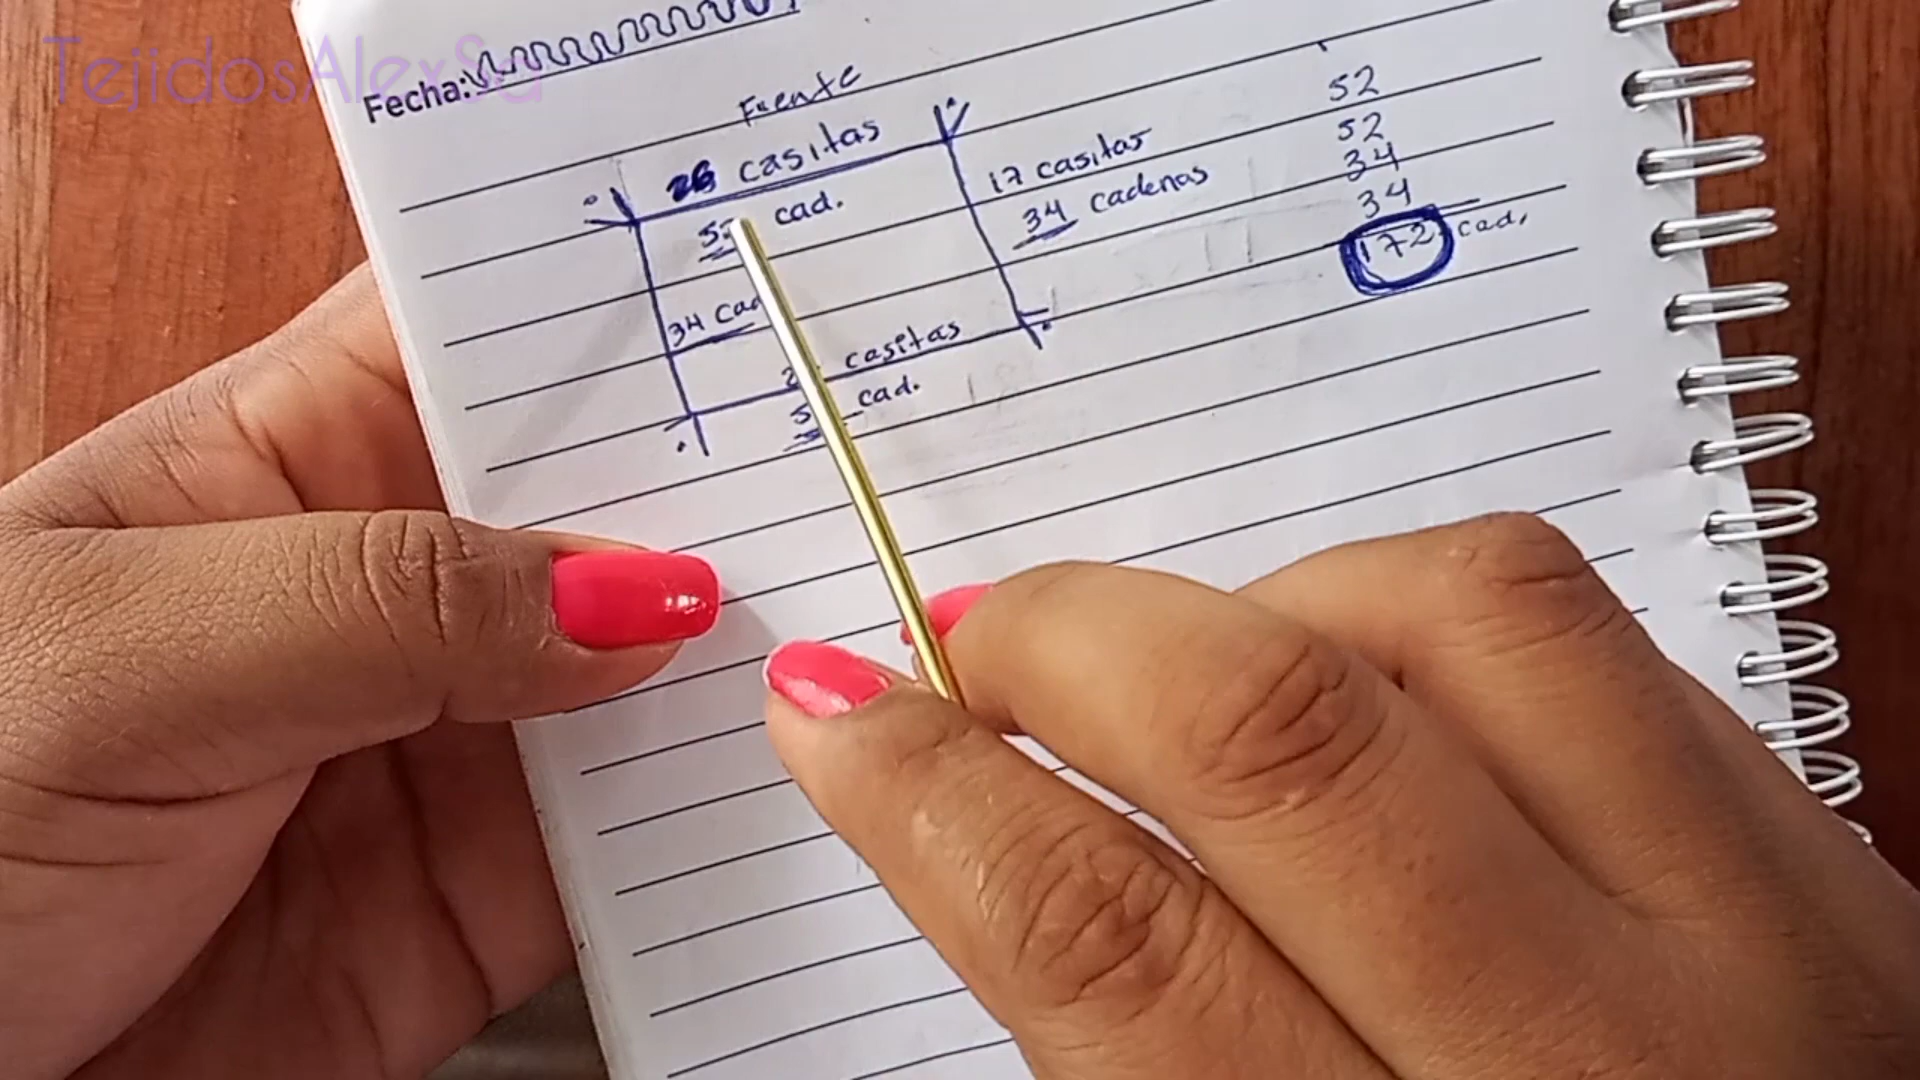 TejidosAlexSa
Fecha:
Frente
26 casitas
cad.
17 casitas
34 cadenas
34 cad
casitas
cad.
52
52
34
34
172 cad.